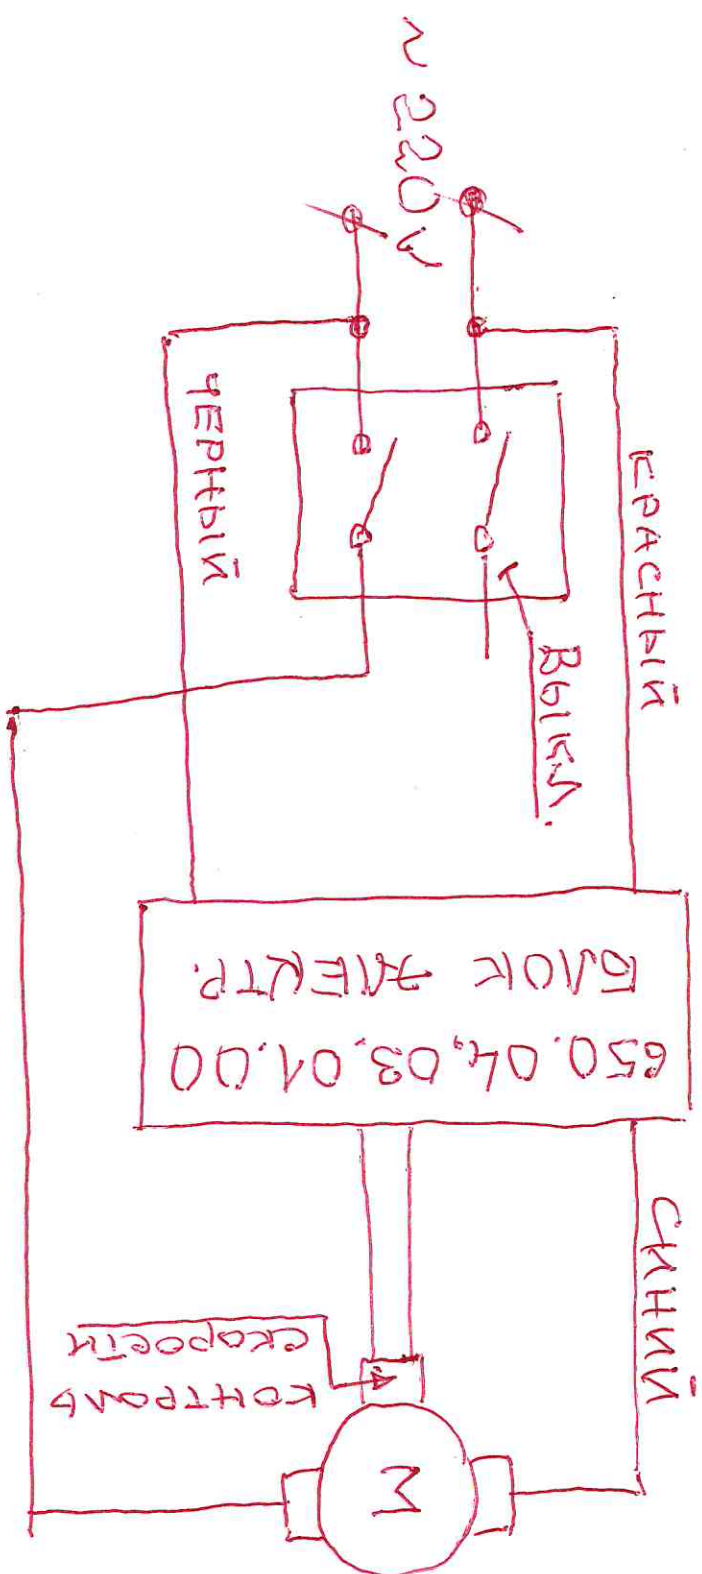 ~ 220 V
КРАСНЫЙ
ЧЕРНЫЙ
ВЫКЛ.
БЛОК ЭЛЕКТР.
650.04.03.01.00
СИНИЙ
КОНТРОЛЬ
СКОРОСТИ
M